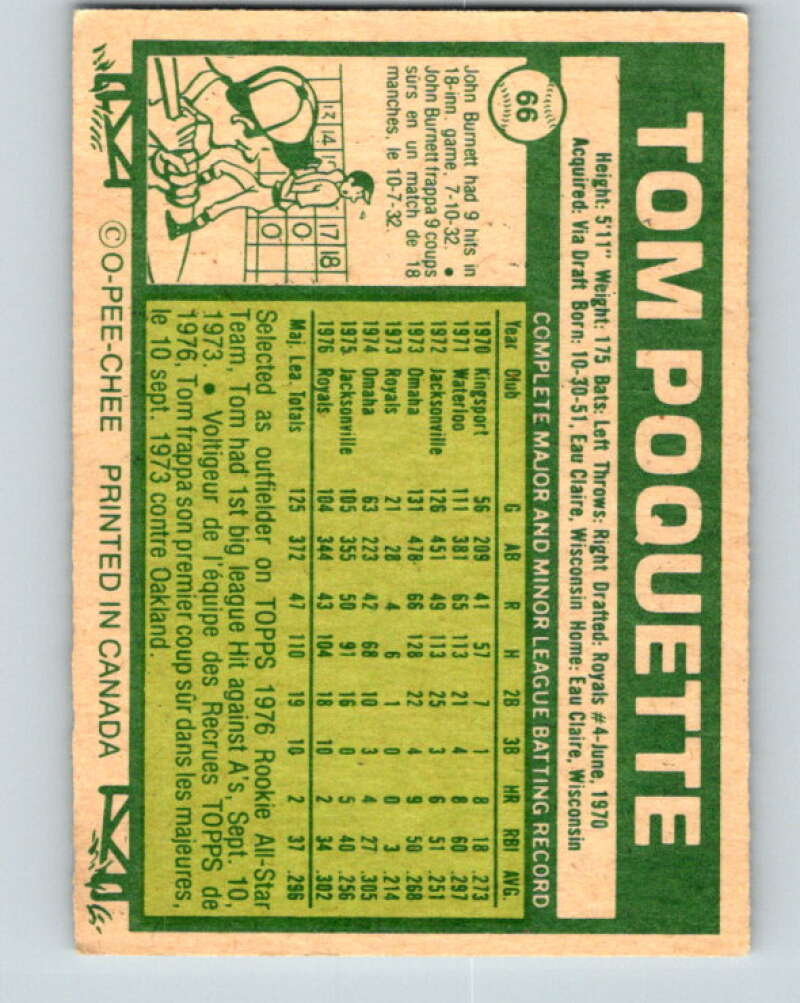 66
TOM POQUETTE
Height: 5'11" Weight: 175 Bats: Left Throws: Right Drafted: Royals #4-June, 1970
Acquired: Via Draft Born: 10-30-51, Eau Claire, Wisconsin Home: Eau Claire, Wisconsin
COMPLETE MAJOR AND MINOR LEAGUE BATTING RECORD
Year Club G AB R H 2B 3B HR RBI AVG.
1970 Kingsport 56 209 41 57 7 1 8 18 .273
1971 Waterloo 111 381 65 113 21 4 8 60 .297
1972 Jacksonville 126 451 49 113 25 3 6 51 .251
1973 Omaha 131 478 66 128 22 4 9 50 .268
1973 Royals 21 28 4 6 1 0 0 3 .214
1974 Omaha 63 223 42 68 10 3 4 27 .305
1975 Jacksonville 105 355 50 91 16 0 5 40 .256
1976 Royals 104 344 43 104 18 10 2 34 .302
Maj. Lea. Totals 125 372 47 110 19 10 2 37 .296
Selected as outfielder on TOPPS 1976 Rookie All-Star
Team, Tom had 1st big league Hit against A's, Sept. 10,
1973. • Voltigeur de l'équipe des Recrues TOPPS de
1976, Tom frappa son premier coup sûr dans les majeures,
le 10 sept. 1973 contre Oakland.
John Burnett had 9 hits in
18-inn. game, 7-10-32. •
John Burnett frappa 9 coups
sûrs en un match de 18
manches, le 10-7-32.
13 14 17 18
0 0
© O-PEE-CHEE PRINTED IN CANADA